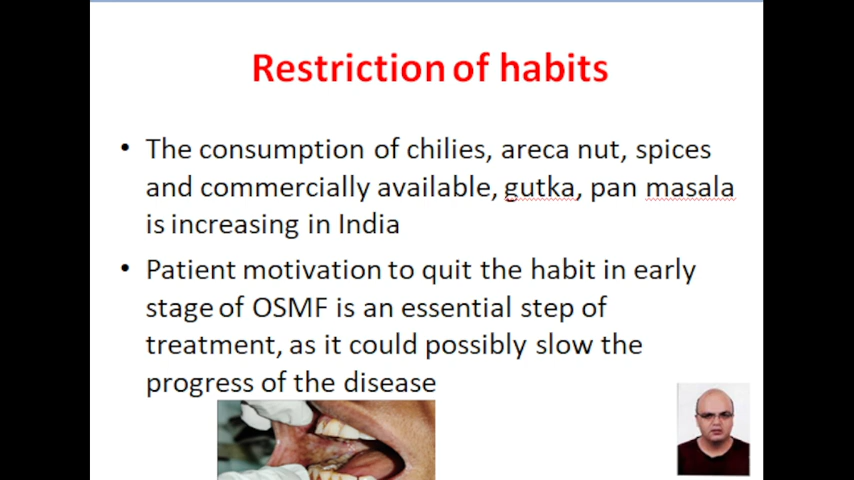 Restriction of habits
• The consumption of chilies, areca nut, spices
and commercially available, gutka, pan masala
is increasing in India
• Patient motivation to quit the habit in early
stage of OSMF is an essential step of
treatment, as it could possibly slow the
progress of the disease